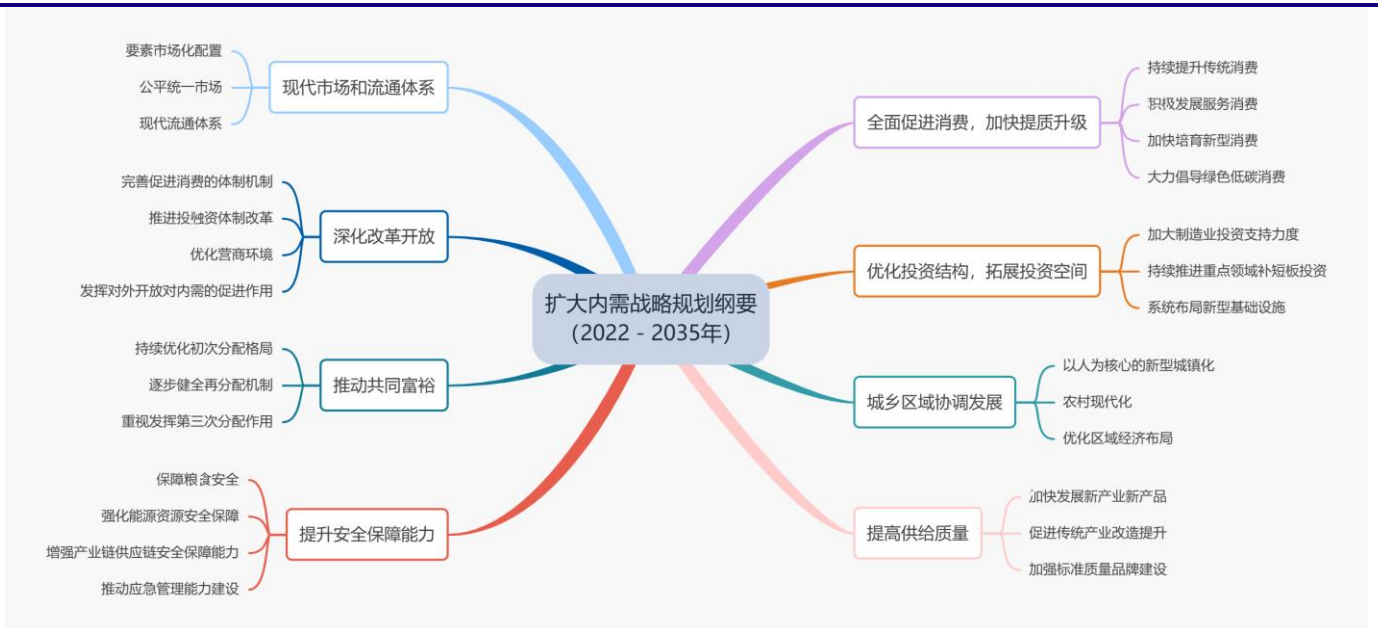 扩大内需战略规划纲要
（2022 - 2035年）
现代市场和流通体系
要素市场化配置
公平统一市场
现代流通体系
深化改革开放
完善促进消费的体制机制
推进投融资体制改革
优化营商环境
发挥对外开放对内需的促进作用
推动共同富裕
持续优化初次分配格局
逐步健全再分配机制
重视发挥第三次分配作用
提升安全保障能力
保障粮食安全
强化能源资源安全保障
增强产业链供应链安全保障能力
推动应急管理能力建设
全面促进消费，加快提质升级
持续提升传统消费
积极发展服务消费
加快培育新型消费
大力倡导绿色低碳消费
优化投资结构，拓展投资空间
加大制造业投资支持力度
持续推进重点领域补短板投资
系统布局新型基础设施
城乡区域协调发展
以人为核心的新型城镇化
农村现代化
优化区域经济布局
提高供给质量
加快发展新产业新产品
促进传统产业改造提升
加强标准质量品牌建设